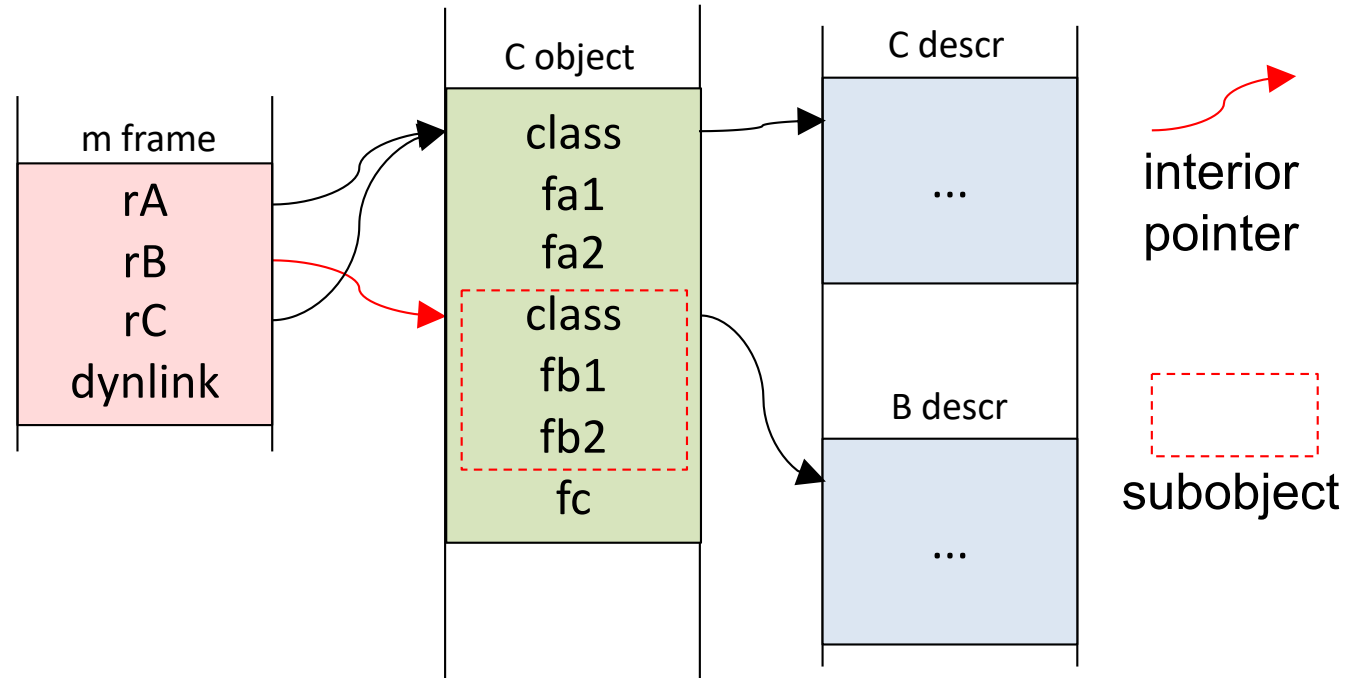 m frame
rA
rB
rC
dynlink
C object
class
fa1
fa2
class
fb1
fb2
fc
C descr
...
B descr
...
interior
pointer
subobject